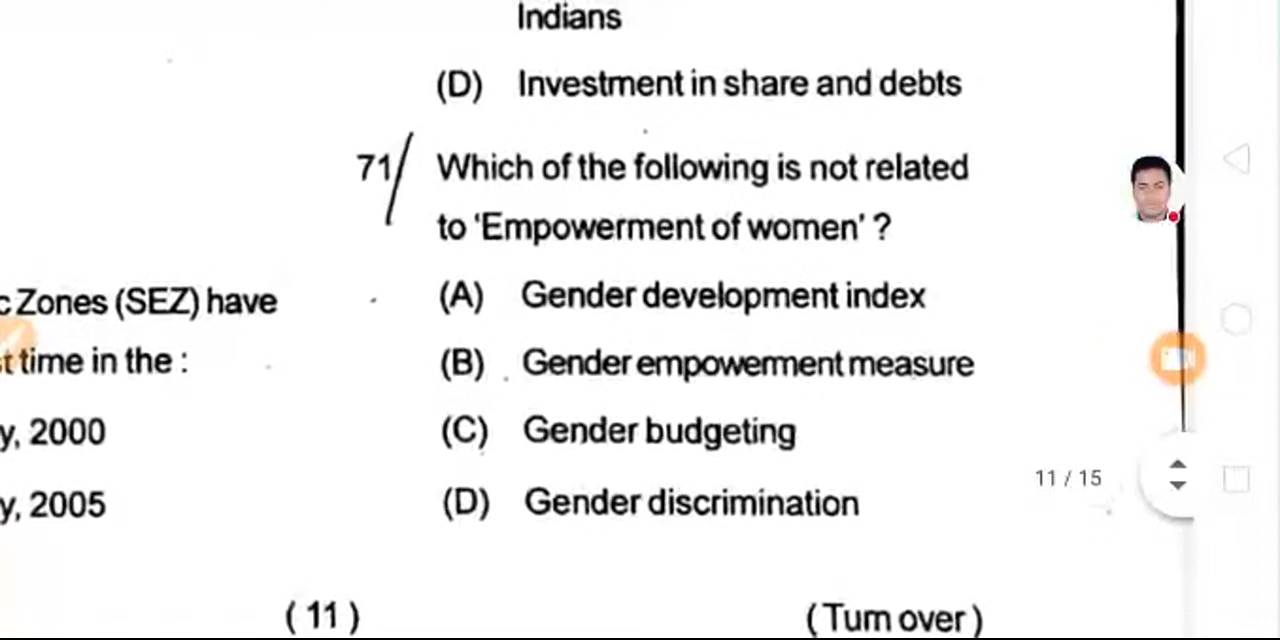 Indians
(D) Investment in share and debts
71 Which of the following is not related
to ‘Empowerment of women’ ?
(A) Gender development index
(B) Gender empowerment measure
(C) Gender budgeting
(D) Gender discrimination
c Zones (SEZ) have
t time in the :
y, 2000
y, 2005
11 / 15
( 11 )
( Turn over )